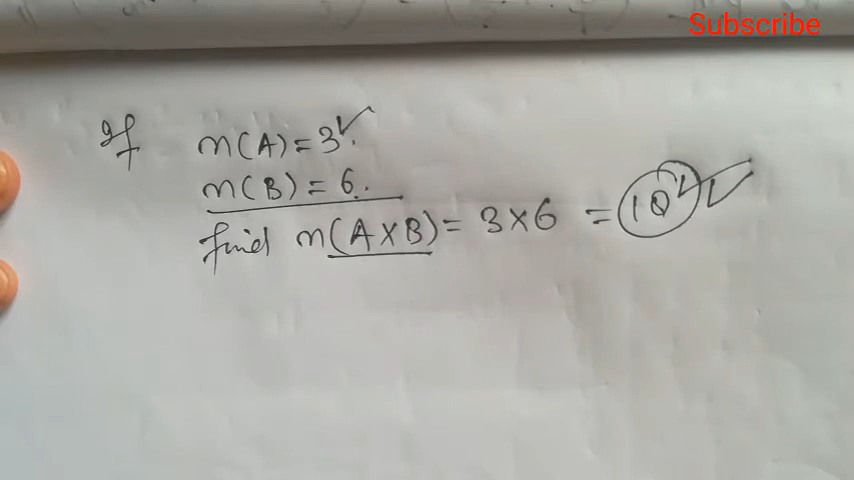 Subscribe
If n(A) = 3
n(B) = 6.
find n(A×B) = 3×6 = 18